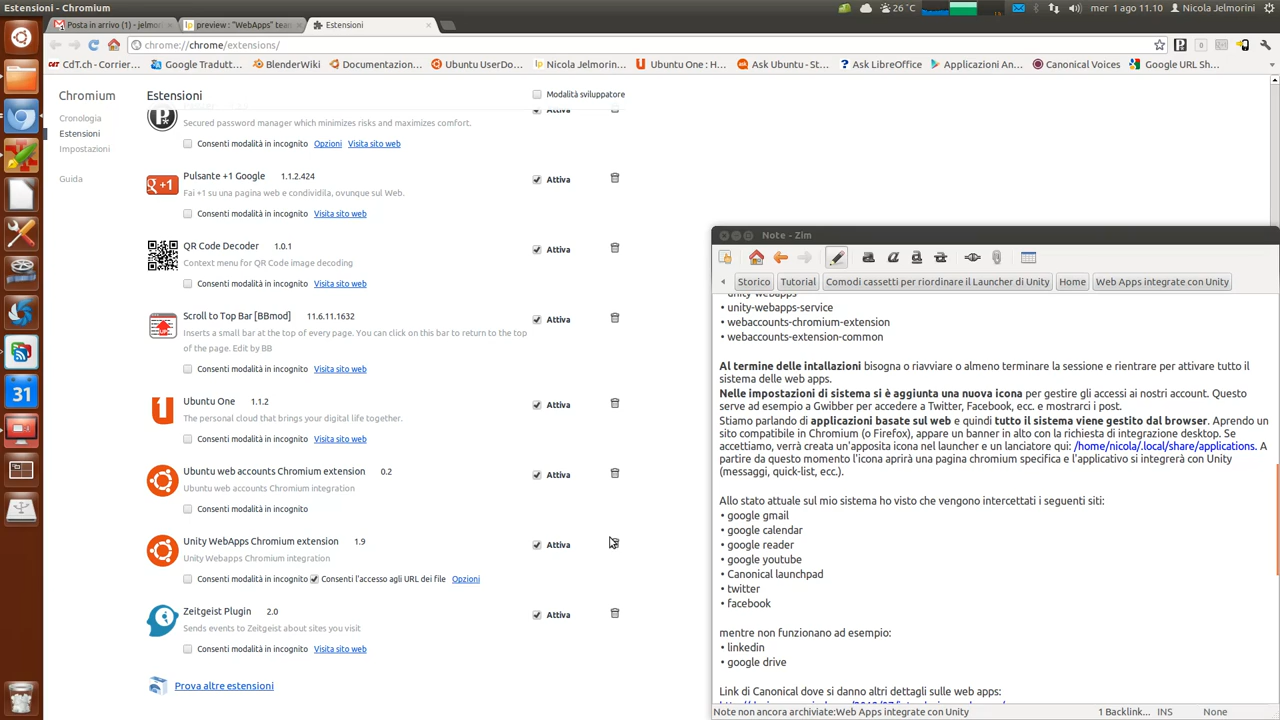 Estensioni - Chromium
26°C
mer 1 ago 11.10
Nicola Jelmorini
Posta in arrivo (1) - jelmori
preview : "WebApps" team
Estensioni
chrome://chrome/extensions/
CdT.ch - Corrier...
Google Tradutt...
BlenderWiki
Documentazion...
Ubuntu UserDo...
Nicola Jelmorin...
Ubuntu One : H...
Ask Ubuntu - St...
Ask LibreOffice
Applicazioni An...
Canonical Voices
Google URL Sh...
Chromium
Cronologia
Estensioni
Impostazioni
Guida
Estensioni
Modalità sviluppatore
Attiva
Secured password manager which minimizes risks and maximizes comfort.
Consenti modalità in incognito Opzioni Visita sito web
Pulsante +1 Google 1.1.2.424
Attiva
Fai +1 su una pagina web e condividila, ovunque sul Web.
Consenti modalità in incognito Visita sito web
QR Code Decoder 1.0.1
Attiva
Context menu for QR Code image decoding
Consenti modalità in incognito Visita sito web
Scroll to Top Bar [BBmod] 11.6.11.1632
Attiva
Inserts a small bar at the top of every page. You can click on this bar to return to the top
of the page. Edit by BB
Consenti modalità in incognito Visita sito web
Ubuntu One 1.1.2
Attiva
The personal cloud that brings your digital life together.
Consenti modalità in incognito Visita sito web
Ubuntu web accounts Chromium extension 0.2
Attiva
Ubuntu web accounts Chromium integration
Consenti modalità in incognito
Unity WebApps Chromium extension 1.9
Attiva
Unity Webapps Chromium integration
Consenti modalità in incognito Consenti l'accesso agli URL dei file Opzioni
Zeitgeist Plugin 2.0
Attiva
Sends events to Zeitgeist about sites you visit
Consenti modalità in incognito Visita sito web
Prova altre estensioni
31
Note - Zim
Storico
Tutorial
Comodi cassetti per riordinare il Launcher di Unity
Home
Web Apps integrate con Unity
• unity-webapps
• unity-webapps-service
• webaccounts-chromium-extension
• webaccounts-extension-common
Al termine delle intallazioni bisogna o riavviare o almeno terminare la sessione e rientrare per attivare tutto il
sistema delle web apps.
Nelle impostazioni di sistema si è aggiunta una nuova icona per gestire gli accessi ai nostri account. Questo
serve ad esempio a Gwibber per accedere a Twitter, Facebook, ecc. e mostrarci i post.
Stiamo parlando di applicazioni basate sul web e quindi tutto il sistema viene gestito dal browser. Aprendo un
sito compatibile in Chromium (o Firefox), appare un banner in alto con la richiesta di integrazione desktop. Se
accettiamo, verrà creata un'apposita icona nel launcher e un lanciatore qui: /home/nicola/.local/share/applications. A
partire da questo momento l'icona aprirà una pagina chromium specifica e l'applicativo si integrerà con Unity
(messaggi, quick-list, ecc.).
Allo stato attuale sul mio sistema ho visto che vengono intercettati i seguenti siti:
• google gmail
• google calendar
• google reader
• google youtube
• Canonical launchpad
• twitter
• facebook
mentre non funzionano ad esempio:
• linkedin
• google drive
Link di Canonical dove si danno altri dettagli sulle web apps:
Note non ancora archiviate:Web Apps integrate con Unity
1 Backlink...
INS
None